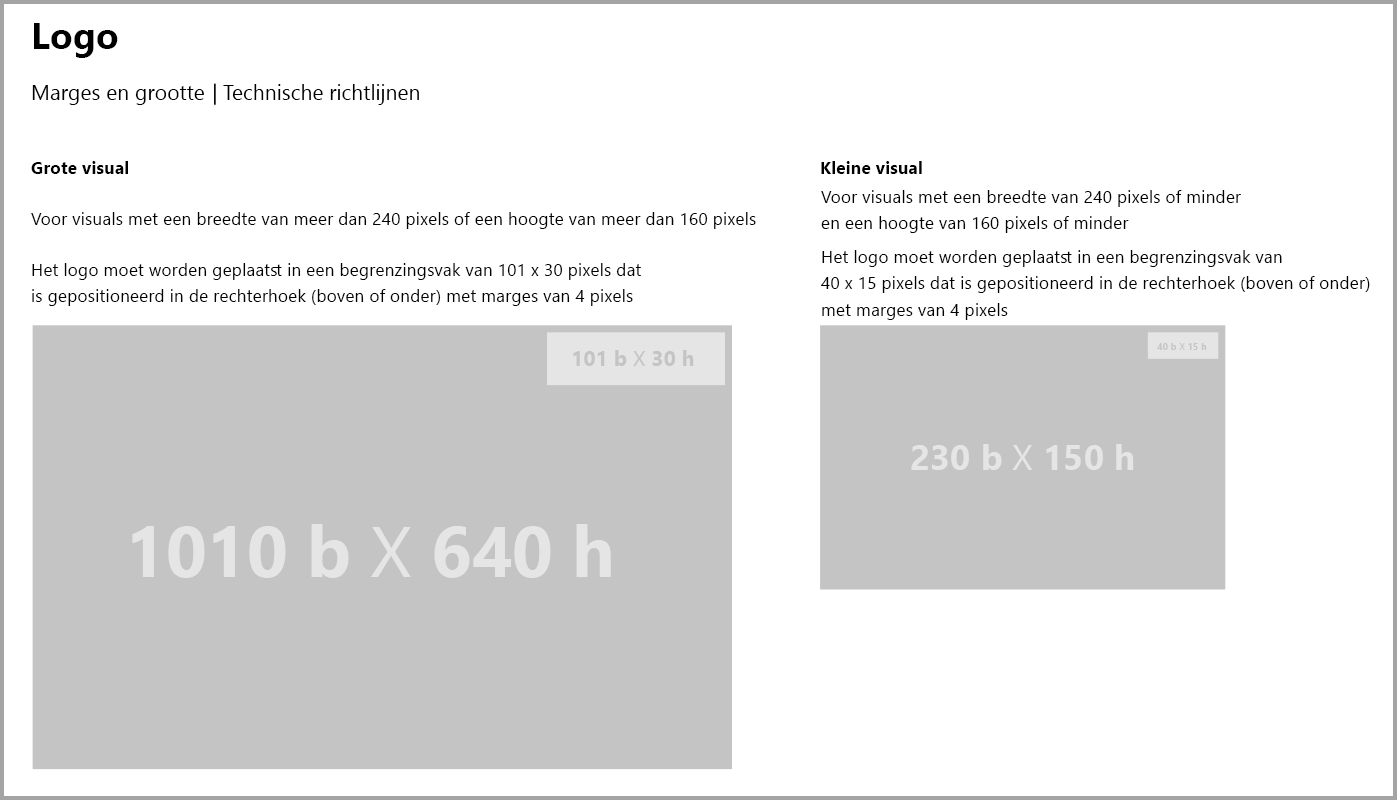 Logo
Marges en grootte | Technische richtlijnen
Grote visual
Voor visuals met een breedte van meer dan 240 pixels of een hoogte van meer dan 160 pixels
Het logo moet worden geplaatst in een begrenzingsvak van 101 x 30 pixels dat
is gepositioneerd in de rechterhoek (boven of onder) met marges van 4 pixels
101 b X 30 h
1010 b X 640 h
Kleine visual
Voor visuals met een breedte van 240 pixels of minder
en een hoogte van 160 pixels of minder
Het logo moet worden geplaatst in een begrenzingsvak van
40 x 15 pixels dat is gepositioneerd in de rechterhoek (boven of onder)
met marges van 4 pixels
40 b X 15 h
230 b X 150 h